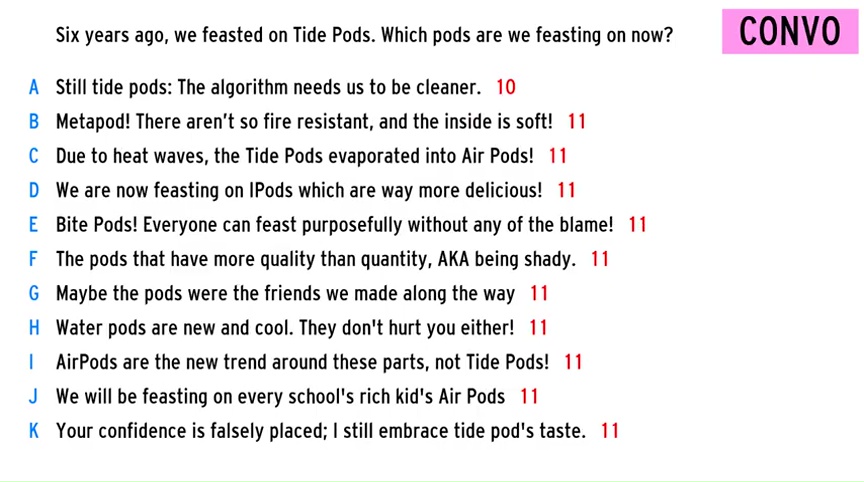 Six years ago, we feasted on Tide Pods. Which pods are we feasting on now?
CONVO
A Still tide pods: The algorithm needs us to be cleaner. 10
B Metapod! There aren't so fire resistant, and the inside is soft! 11
C Due to heat waves, the Tide Pods evaporated into Air Pods! 11
D We are now feasting on IPods which are way more delicious! 11
E Bite Pods! Everyone can feast purposefully without any of the blame! 11
F The pods that have more quality than quantity, AKA being shady. 11
G Maybe the pods were the friends we made along the way 11
H Water pods are new and cool. They don't hurt you either! 11
I AirPods are the new trend around these parts, not Tide Pods! 11
J We will be feasting on every school's rich kid's Air Pods 11
K Your confidence is falsely placed; I still embrace tide pod's taste. 11